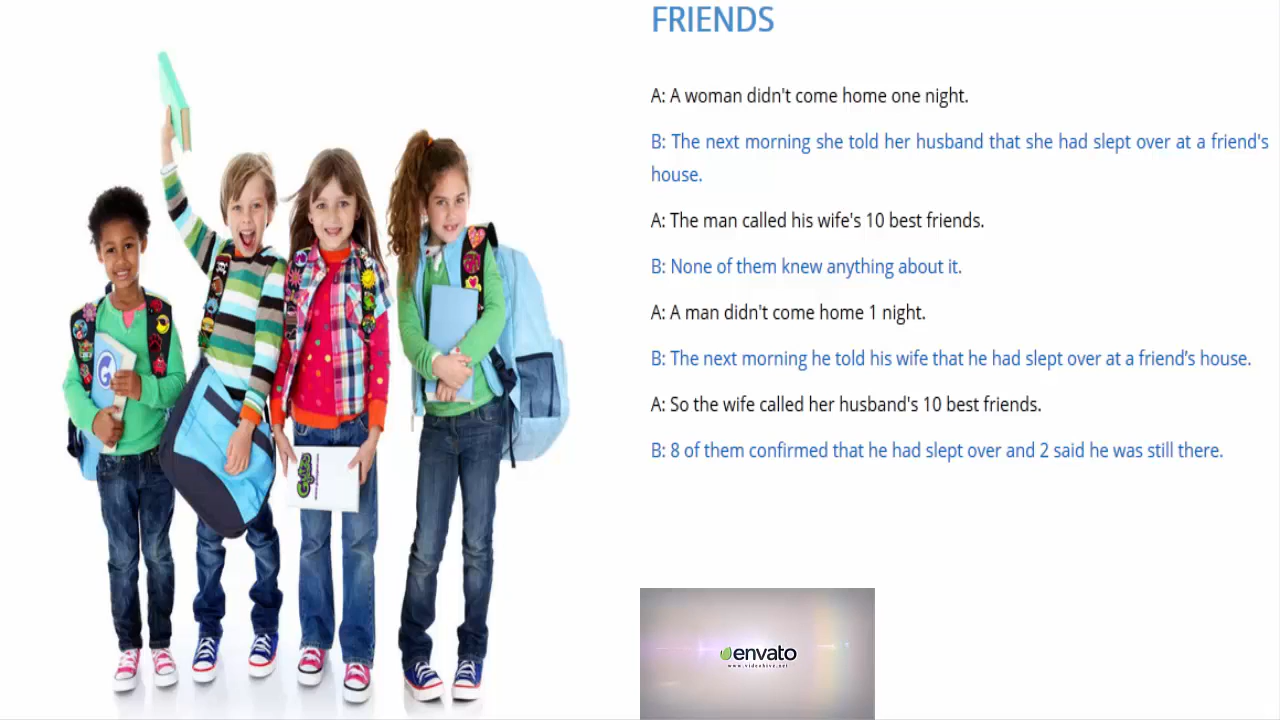 FRIENDS
A: A woman didn't come home one night.
B: The next morning she told her husband that she had slept over at a friend's
house.
A: The man called his wife's 10 best friends.
B: None of them knew anything about it.
A: A man didn't come home 1 night.
B: The next morning he told his wife that he had slept over at a friend’s house.
A: So the wife called her husband's 10 best friends.
B: 8 of them confirmed that he had slept over and 2 said he was still there.
G
envato
www.videohive.net